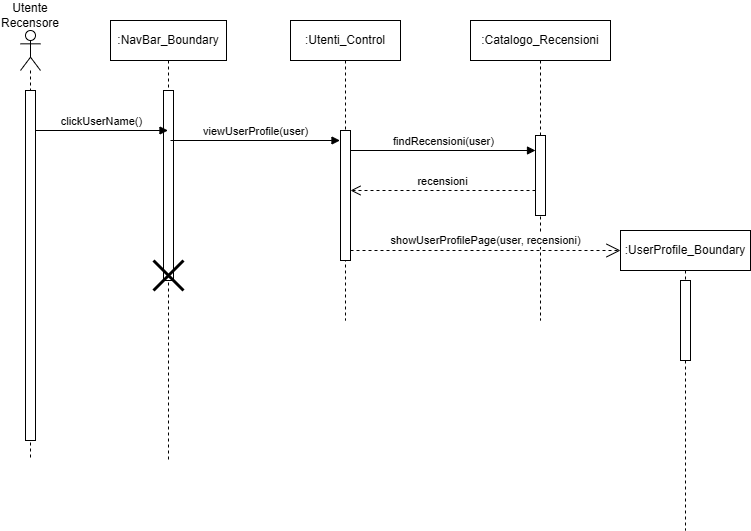 Utente
Recensore
:NavBar_Boundary
:Utenti_Control
:Catalogo_Recensioni
clickUserName()
viewUserProfile(user)
findRecensioni(user)
recensioni
showUserProfilePage(user, recensioni)
:UserProfile_Boundary